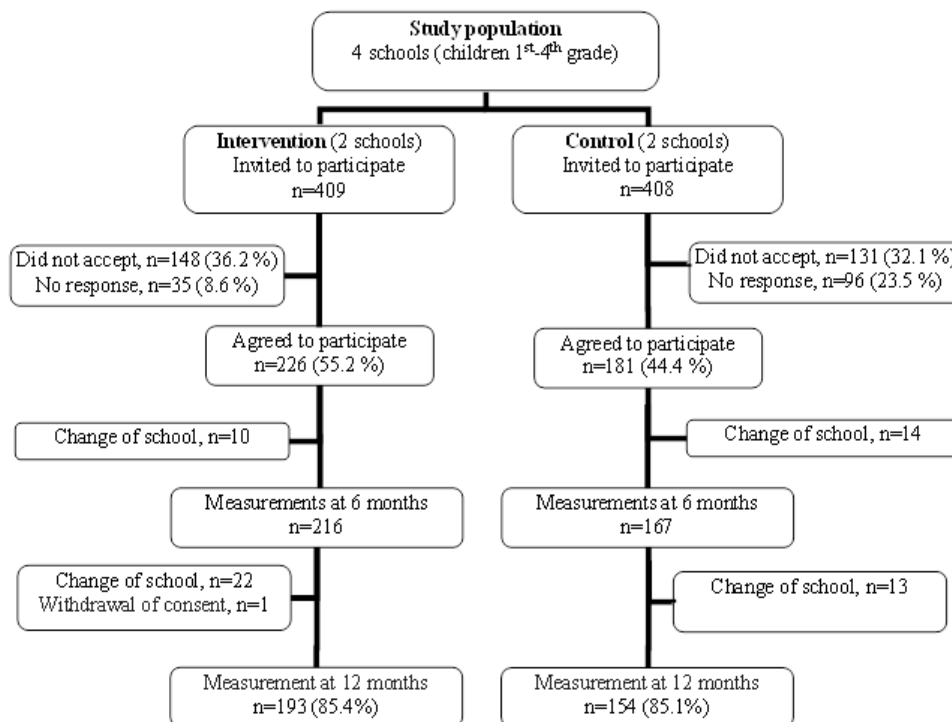 Study population
4 schools (children 1st-4th grade)
Intervention (2 schools)
Invited to participate
n=409
Control (2 schools)
Invited to participate
n=408
Did not accept, n=148 (36.2 %)
No response, n=35 (8.6 %)
Did not accept, n=131 (32.1 %)
No response, n=96 (23.5 %)
Agreed to participate
n=226 (55.2 %)
Agreed to participate
n=181 (44.4 %)
Change of school, n=10
Change of school, n=14
Measurements at 6 months
n=216
Measurements at 6 months
n=167
Change of school, n=22
Withdrawal of consent, n=1
Change of school, n=13
Measurement at 12 months
n=193 (85.4%)
Measurement at 12 months
n=154 (85.1%)